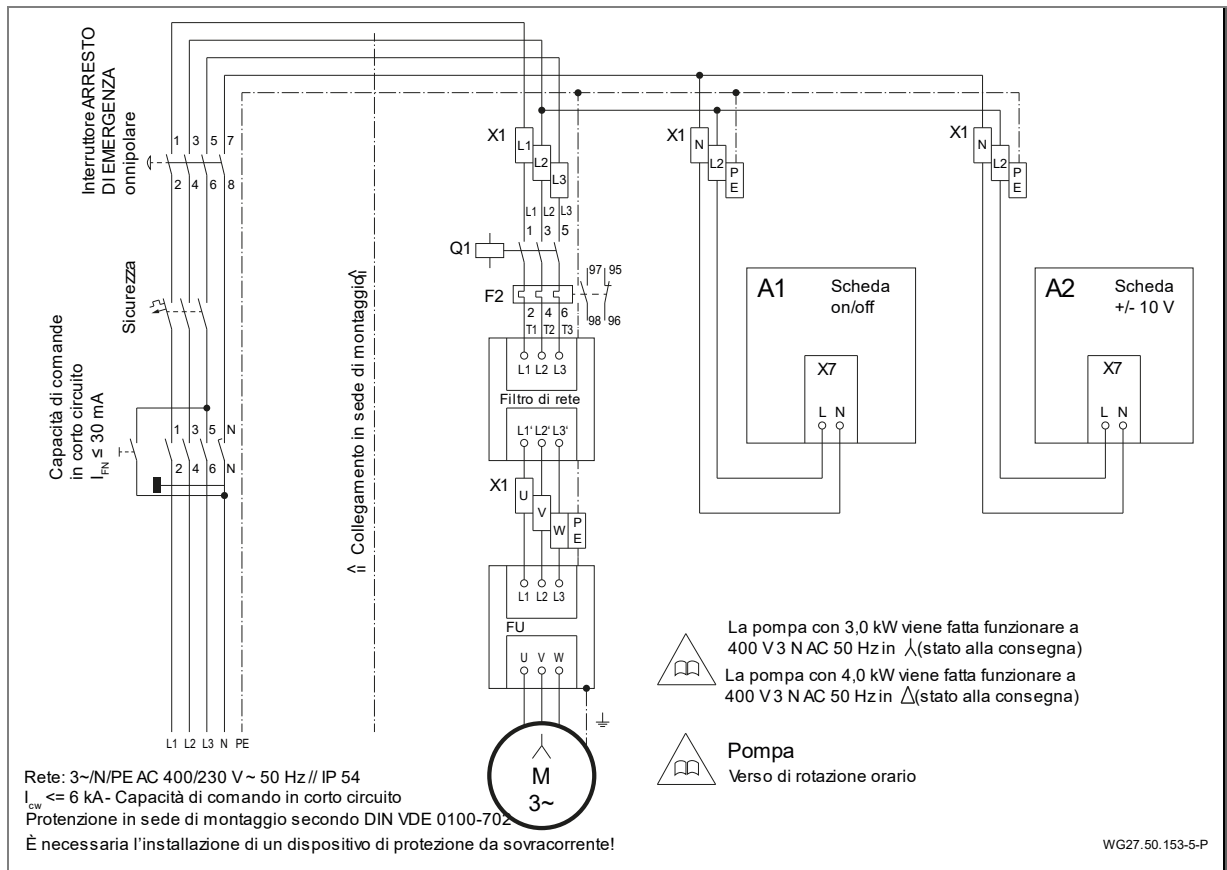 Interruttore ARRESTO
DI EMERGENZA
onnipolare
1 3 5 7
2 4 6 8
Sicurezza
Capacità di comande
in corto circuito
I_FN ≤ 30 mA
1 3 5 N
2 4 6 N
L1 L2 L3 N PE
<= Collegamento in sede di montaggio =>
X1
L1
L2
L3
L1 L2 L3
1 3 5
Q1
F2
97 95
98 96
2 4 6
T1 T2 T3
L1 L2 L3
Filtro di rete
L1' L2' L3'
X1
U
V
W
PE
L1 L2 L3
FU
U V W
M
3~
X1
N
L2
PE
A1
Scheda
on/off
X7
L N
X1
N
L2
PE
A2
Scheda
+/- 10 V
X7
L N
La pompa con 3,0 kW viene fatta funzionare a
400 V 3 N AC 50 Hz in ⅄ (stato alla consegna)
La pompa con 4,0 kW viene fatta funzionare a
400 V 3 N AC 50 Hz in △ (stato alla consegna)
Pompa
Verso di rotazione orario
Rete: 3~/N/PE AC 400/230 V ~ 50 Hz // IP 54
I_cw <= 6 kA - Capacità di comando in corto circuito
Protenzione in sede di montaggio secondo DIN VDE 0100-702
È necessaria l'installazione di un dispositivo di protezione da sovracorrente!
WG27.50.153-5-P